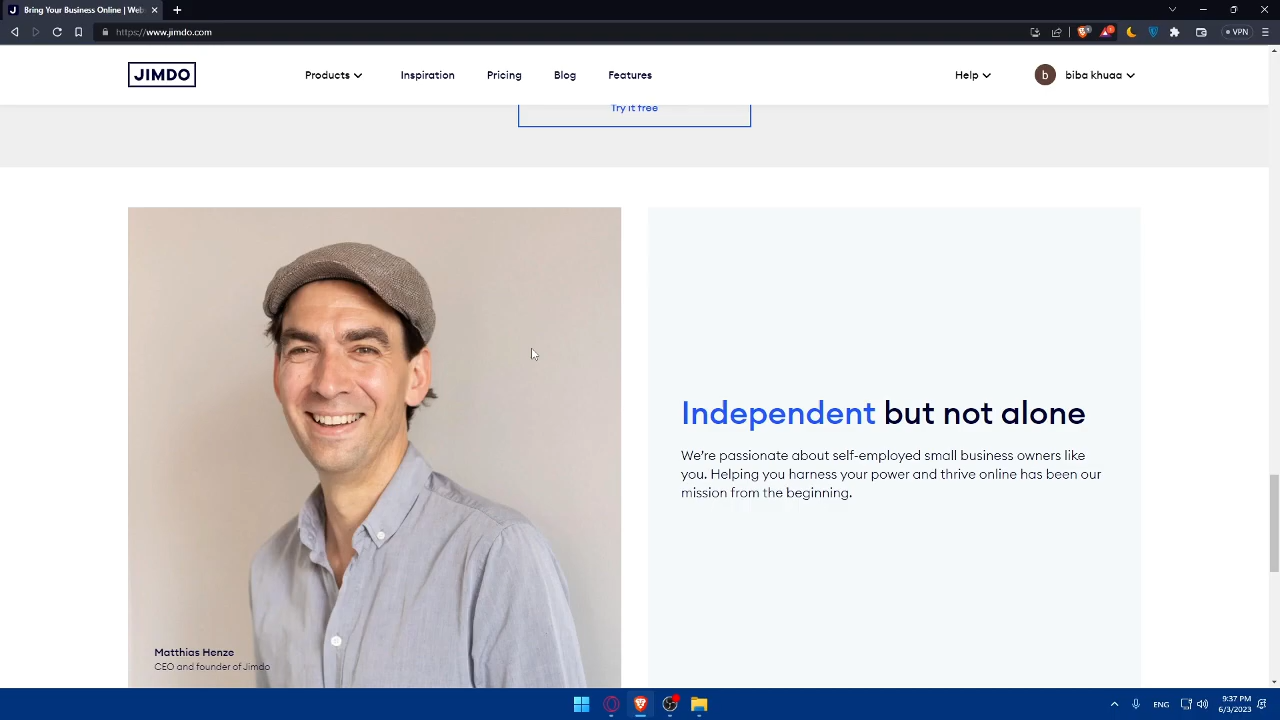 Bring Your Business Online | Web
https://www.jimdo.com
VPN
JIMDO
Products
Inspiration
Pricing
Blog
Features
Help
b
biba khuaa
Try it free
Independent but not alone
We’re passionate about self-employed small business owners like
you. Helping you harness your power and thrive online has been our
mission from the beginning.
Matthias Henze
CEO and founder of Jimdo
ENG
9:37 PM
6/3/2023